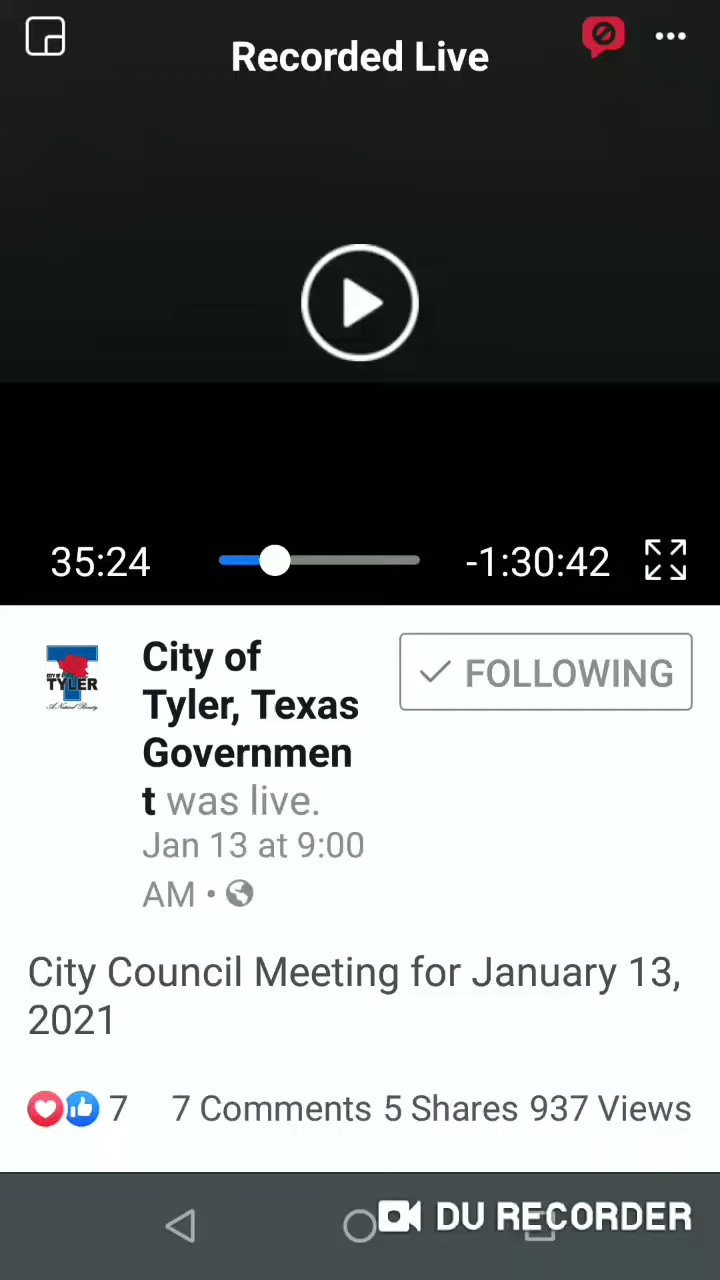 Recorded Live
35:24 -1:30:42
TYLER
City of
Tyler, Texas
Governmen
t was live.
FOLLOWING
Jan 13 at 9:00
AM •
City Council Meeting for January 13,
2021
7 7 Comments 5 Shares 937 Views
DU RECORDER